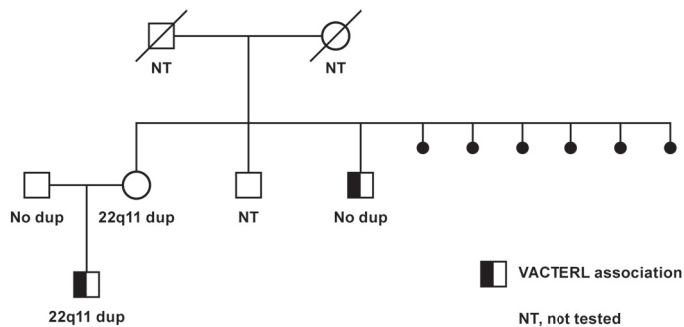 NT
NT
No dup
22q11 dup
NT
No dup
VACTERL association
22q11 dup
NT, not tested